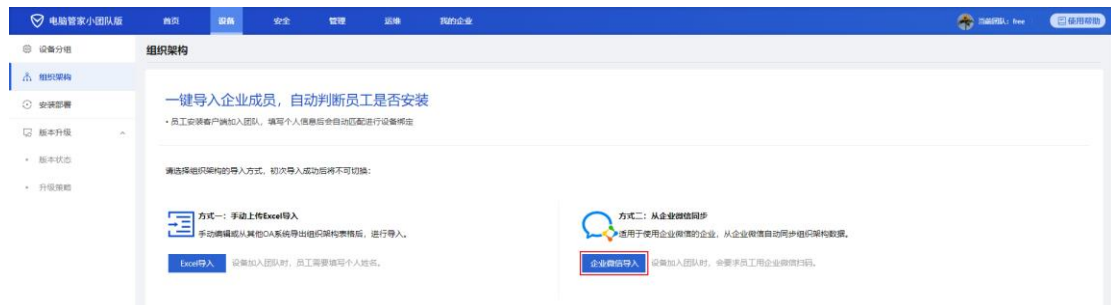 电脑管家小团队版 首页 设备 安全 管理 运维 我的企业 当前团队：free 使用帮助
设备分组
组织架构
安装部署
版本升级
版本状态
升级策略
组织架构
一键导入企业成员，自动判断员工是否安装
·员工安装客户端加入团队，填写个人信息后会自动匹配进行设备绑定
请选择组织架构的导入方式，初次导入成功后将不可切换：
方式一：手动上传Excel导入
手动编辑或从其他OA系统导出组织架构表格后，进行导入。
Excel导入 设备加入团队时，员工需要填写个人姓名。
方式二：从企业微信同步
适用于使用企业微信的企业，从企业微信自动同步组织架构数据。
企业微信导入 设备加入团队时，会要求员工用企业微信扫码。